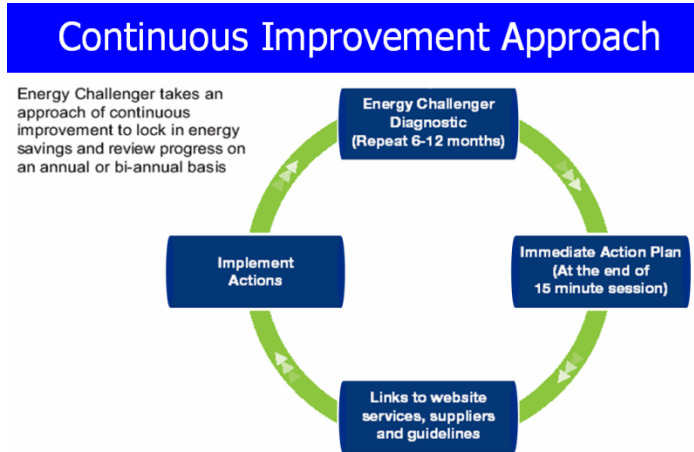 Continuous Improvement Approach
Energy Challenger takes an
approach of continuous
improvement to lock in energy
savings and review progress on
an annual or bi-annual basis
Energy Challenger
Diagnostic
(Repeat 6-12 months)
Immediate Action Plan
(At the end of
15 minute session)
Links to website
services, suppliers
and guidelines
Implement
Actions